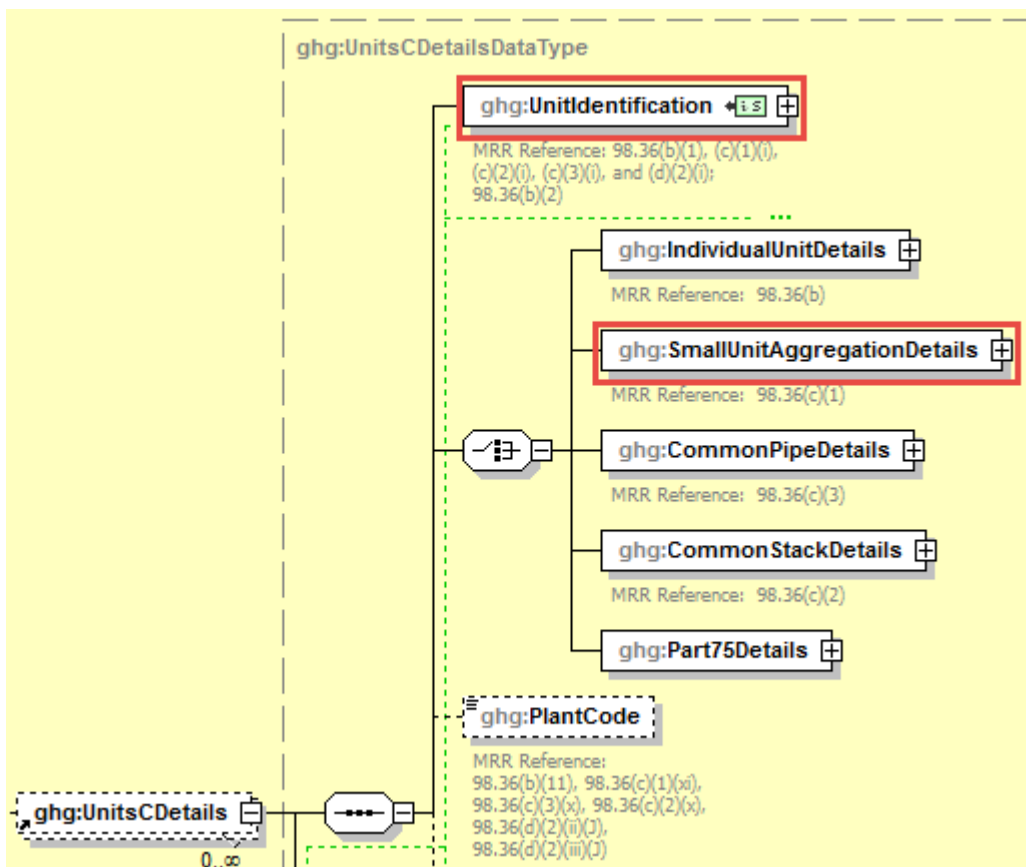 ghg:UnitsCDetailsDataType
ghg:UnitIdentification
i S
MRR Reference: 98.36(b)(1), (c)(1)(i),
(c)(2)(i), (c)(3)(i), and (d)(2)(i);
98.36(b)(2)
ghg:IndividualUnitDetails
MRR Reference: 98.36(b)
ghg:SmallUnitAggregationDetails
MRR Reference: 98.36(c)(1)
ghg:CommonPipeDetails
MRR Reference: 98.36(c)(3)
ghg:CommonStackDetails
MRR Reference: 98.36(c)(2)
ghg:Part75Details
ghg:PlantCode
MRR Reference:
98.36(b)(11), 98.36(c)(1)(xi),
98.36(c)(3)(x), 98.36(c)(2)(x),
98.36(d)(2)(ii)(J),
98.36(d)(2)(iii)(J)
ghg:UnitsCDetails
0..∞